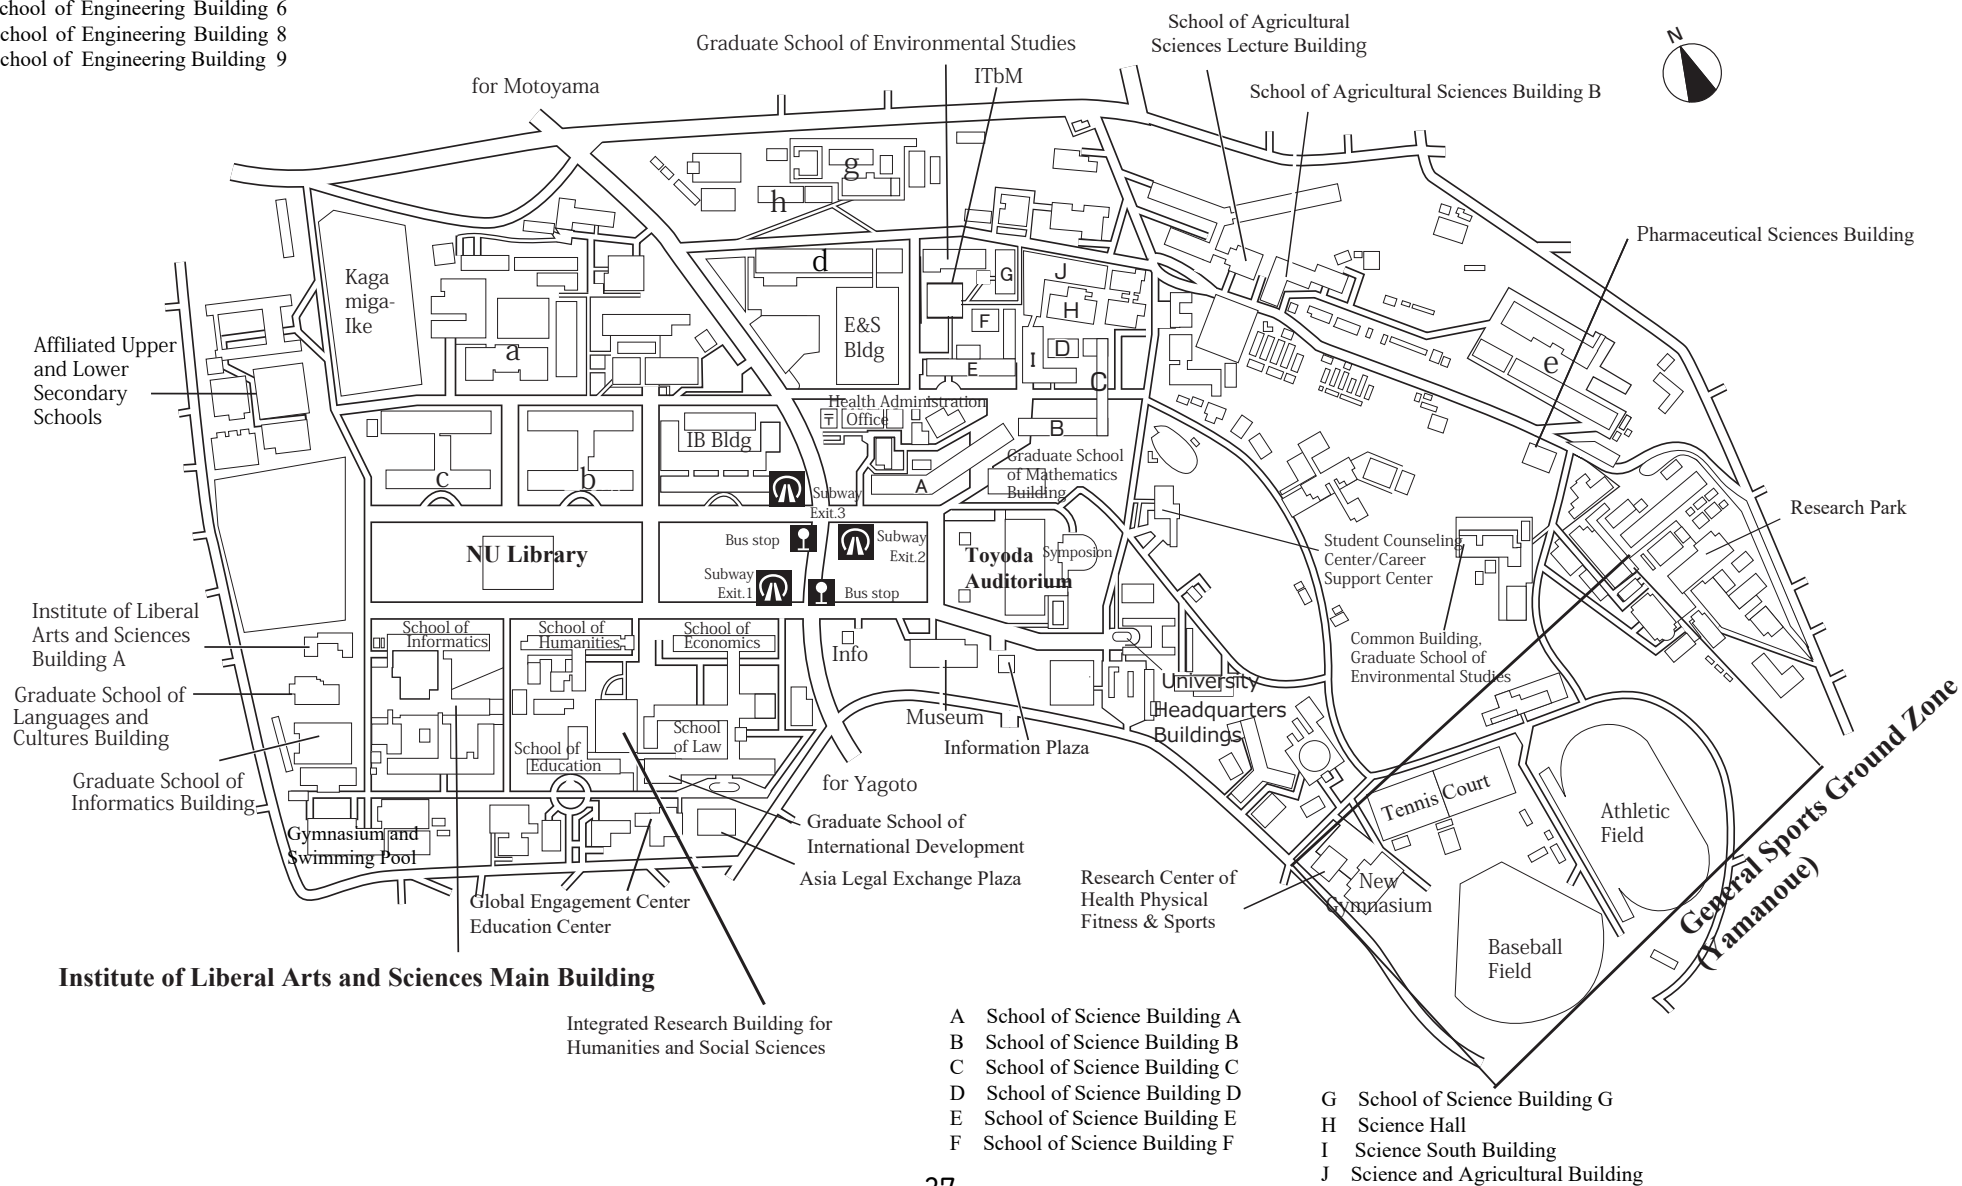 chool of Engineering Building 6
chool of Engineering Building 8
chool of Engineering Building 9
for Motoyama
Graduate School of Environmental Studies
ITbM
School of Agricultural
Sciences Lecture Building
School of Agricultural Sciences Building B
N
Pharmaceutical Sciences Building
g
h
d
a
Kaga
miga-
Ike
E&S
Bldg
G
J
H
F
D
I
E
C
B
A
e
Affiliated Upper
and Lower
Secondary
Schools
Health Administration
Office
〒
IB Bldg
c
b
Graduate School
of Mathematics
Building
Subway
Exit.3
Bus stop
Subway
Exit.2
Subway
Exit.1
Bus stop
NU Library
Toyoda
Auditorium
Symposion
Student Counseling
Center/Career
Support Center
Research Park
Common Building,
Graduate School of
Environmental Studies
Institute of Liberal
Arts and Sciences
Building A
Graduate School of
Languages and
Cultures Building
Graduate School of
Informatics Building
School of
Informatics
School of
Humanities
School of
Economics
School
of Law
School of
Education
Info
Museum
Information Plaza
University
Headquarters
Buildings
for Yagoto
Graduate School of
International Development
Asia Legal Exchange Plaza
Gymnasium and
Swimming Pool
Global Engagement Center
Education Center
Institute of Liberal Arts and Sciences Main Building
Integrated Research Building for
Humanities and Social Sciences
Research Center of
Health Physical
Fitness & Sports
New
Gymnasium
Tennis Court
Athletic
Field
Baseball
Field
General Sports Ground Zone
(Yamanoue)
A School of Science Building A
B School of Science Building B
C School of Science Building C
D School of Science Building D
E School of Science Building E
F School of Science Building F
G School of Science Building G
H Science Hall
I Science South Building
J Science and Agricultural Building
37